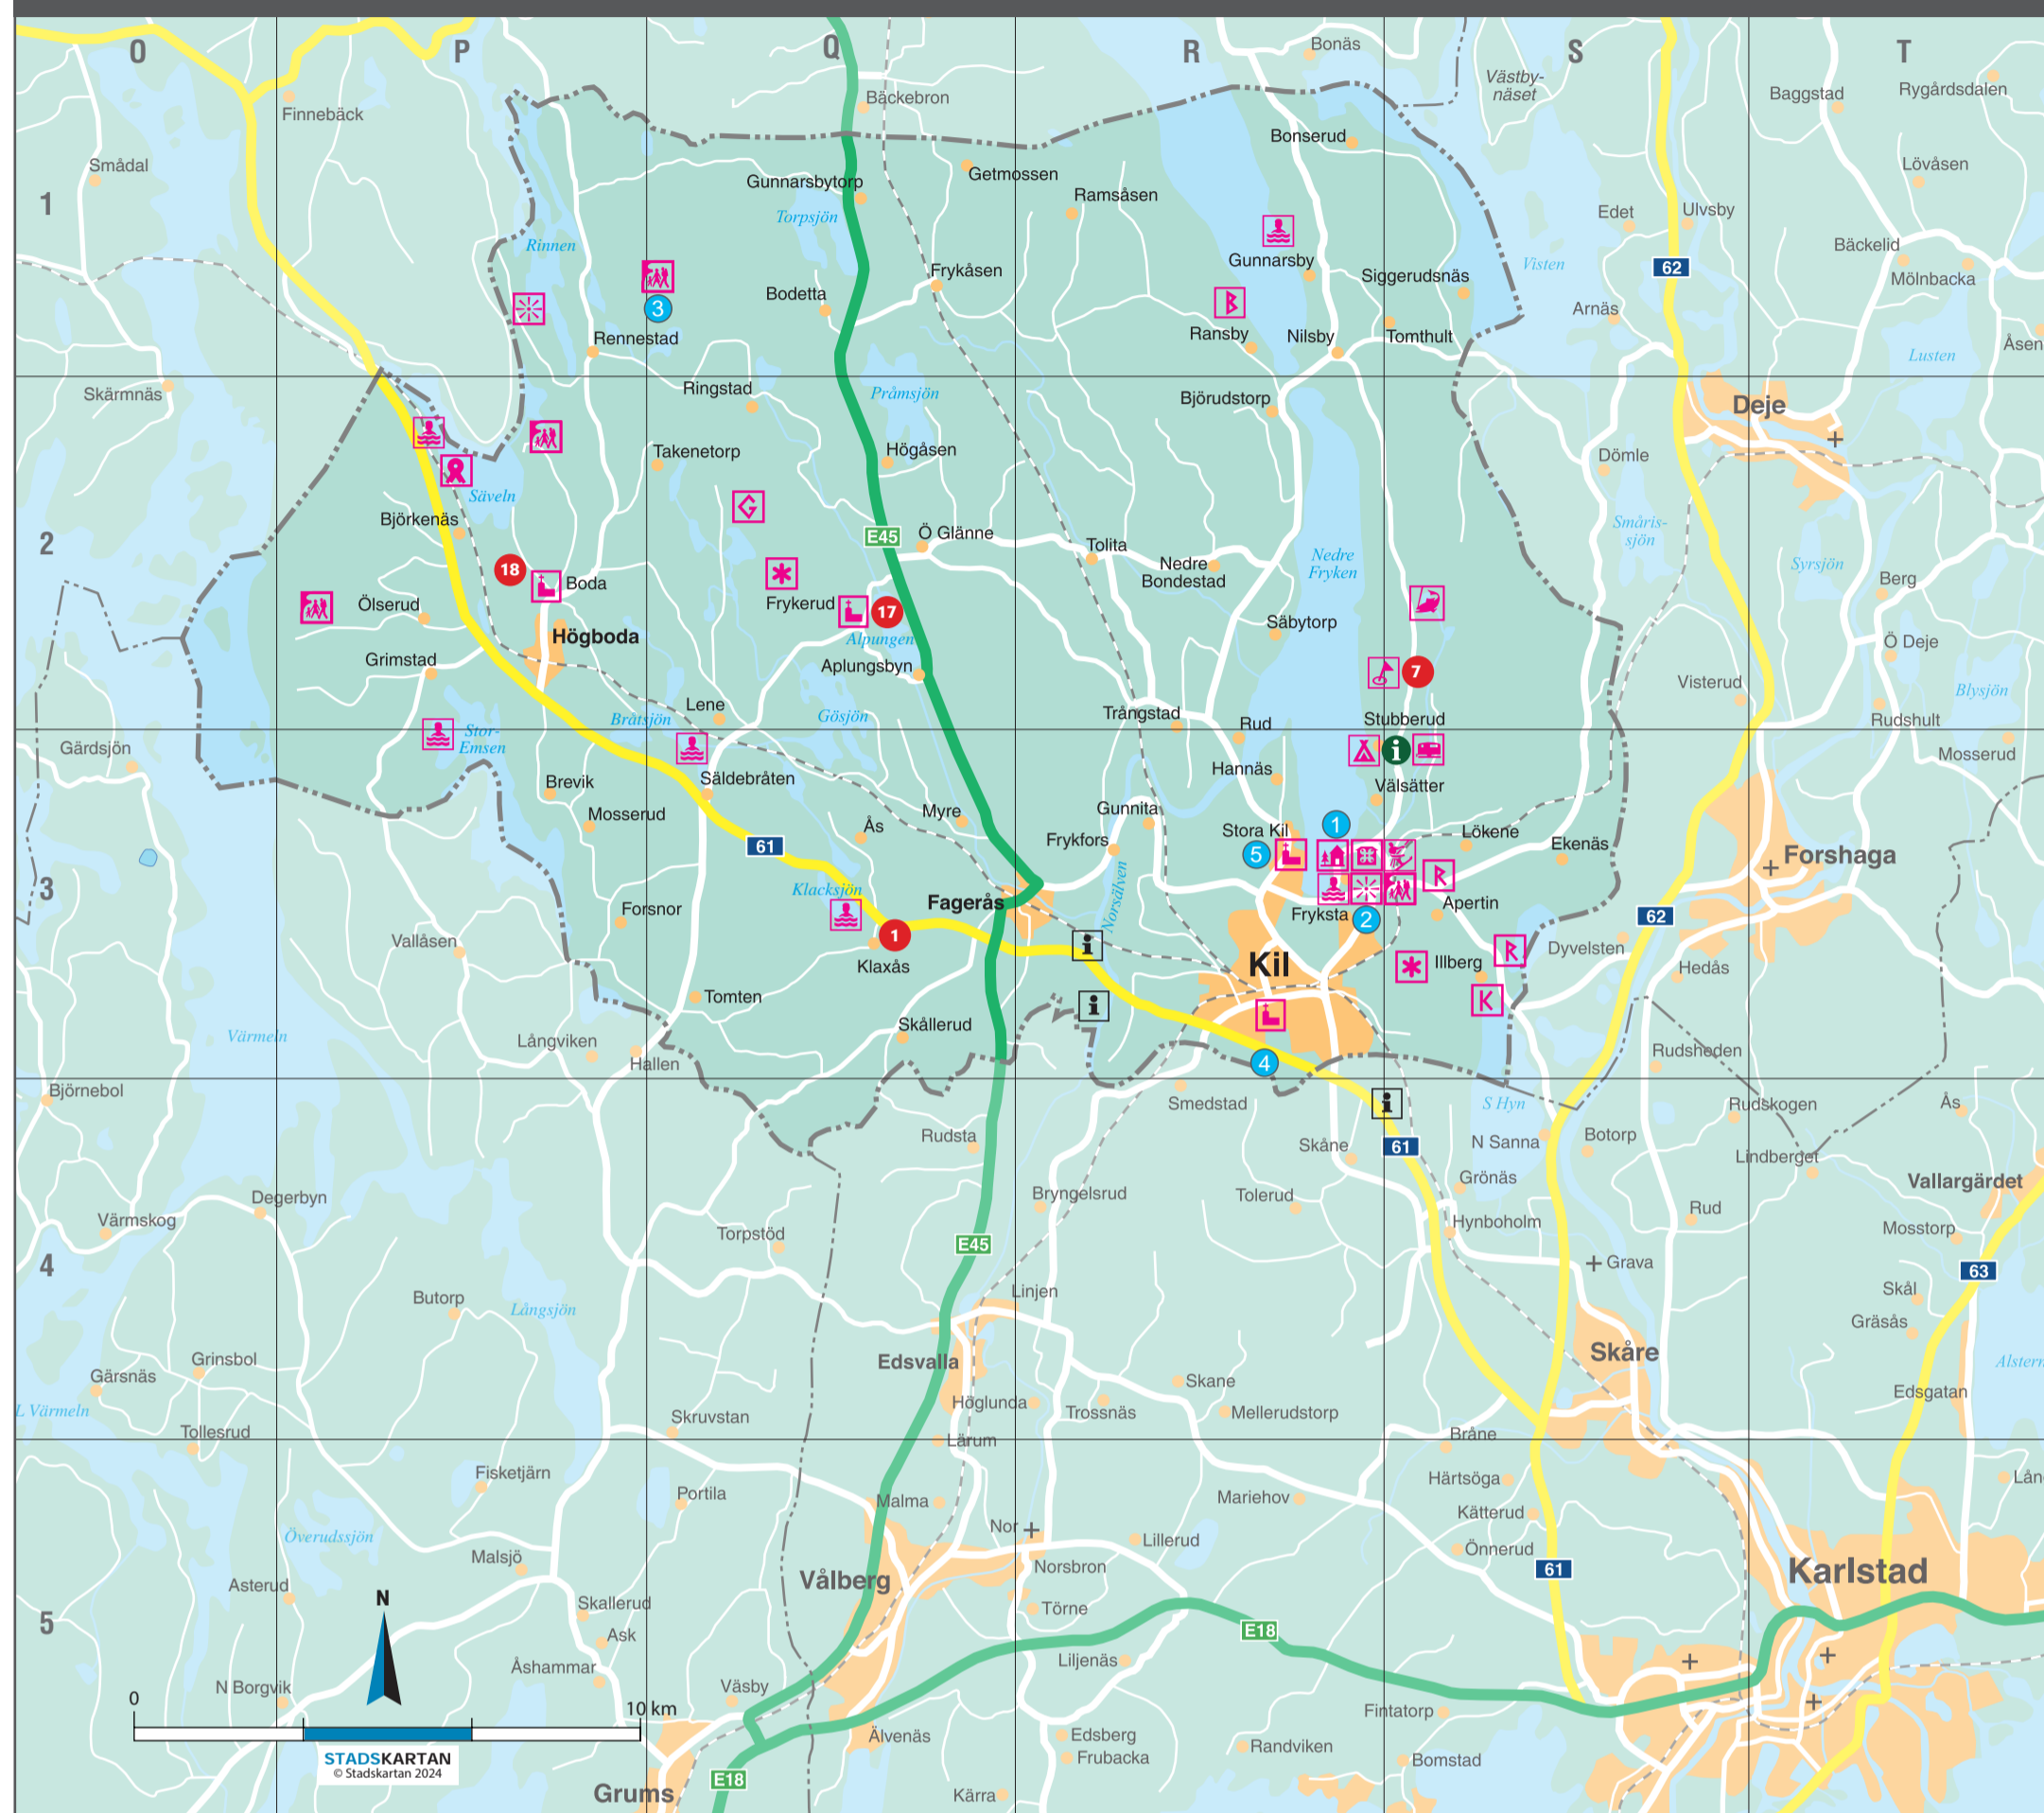 O
P
Q
R
S
T
Bonäs
Västby-
näset
Rygårdsdalen
Baggstad
Bäckebron
Finnebäck
Bonserud
Smådal
Lövåsen
Getmossen
Gunnarsbytorp
Ramsåsen
1
Torpsjön
Edet
Ulvsby
Rinnen
Bäckelid
Gunnarsby
Visten
62
Frykåsen
Siggerudsnäs
Mölnbacka
Bodetta
3
Arnäs
Rennestad
Ransby
Nilsby
Tomthult
Åsen
Lusten
Skärmnäs
Ringstad
Pråmsjön
Björudstorp
Deje
Takenetorp
Högåsen
Dömle
Säveln
G
Björkenäs
E45
Ö Glänne
Småris-
sjön
2
Tolita
Nedre
Fryken
Nedre
Bondestad
Syrsjön
18
Boda
Berg
Ölserud
Frykerud
17
Högboda
Alpungen
Säbytorp
Ö Deje
Grimstad
Aplungsbyn
7
Visterud
Blysjön
Lene
Bråtsjön
Gösjön
Trångstad
Stubberud
Rudshult
Rud
Stor-
Emsen
Gärdsjön
i
Mosserud
Hannäs
Brevik
Säldebråten
Välsätter
Mosserud
Myre
Gunnita
Ås
1
Stora Kil
Lökene
61
Frykfors
Ekenäs
5
Forshaga
3
R
Klacksjön
Norsälven
Fagerås
Forsnor
Fryksta
2
Apertin
62
1
Vallåsen
i
R
Dyvelsten
Klaxås
Kil
Illberg
Hedås
Tomten
i
K
Skållerud
Värmeln
Långviken
Rudsheden
Hallen
4
Björnebol
i
S Hyn
Smedstad
Rudskogen
Ås
Rudsta
Skåne
61
N Sanna
Botorp
Lindberget
Degerbyn
Bryngelsrud
Tolerud
Grönäs
Vallargärdet
Rud
Värmskog
Torpstöd
Hynboholm
Mosstorp
E45
4
Grava
63
Butorp
Långsjön
Linjen
Skål
Gräsås
Grinsbol
Edsvalla
Skåre
Alstern
Gärsnäs
Skane
Edsgatan
L Värmeln
Höglunda
Trossnäs
Mellerudstorp
Skruvstan
Tollesrud
Lärum
Bråne
Fisketjärn
Härtsöga
Lån
Portila
Malma
Mariehov
Kätterud
Nor
Överudssjön
Lillerud
Önnerud
Malsjö
Norsbron
61
Karlstad
Asterud
Vålberg
Skallerud
Törne
5
N
Ask
E18
Liljenäs
Åshammar
N Borgvik
Väsby
0
10 km
Fintatorp
Älvenäs
Edsberg
Randviken
STADSKARTAN
© Stadskartan 2024
Frubacka
Bomstad
E18
Grums
Kärra